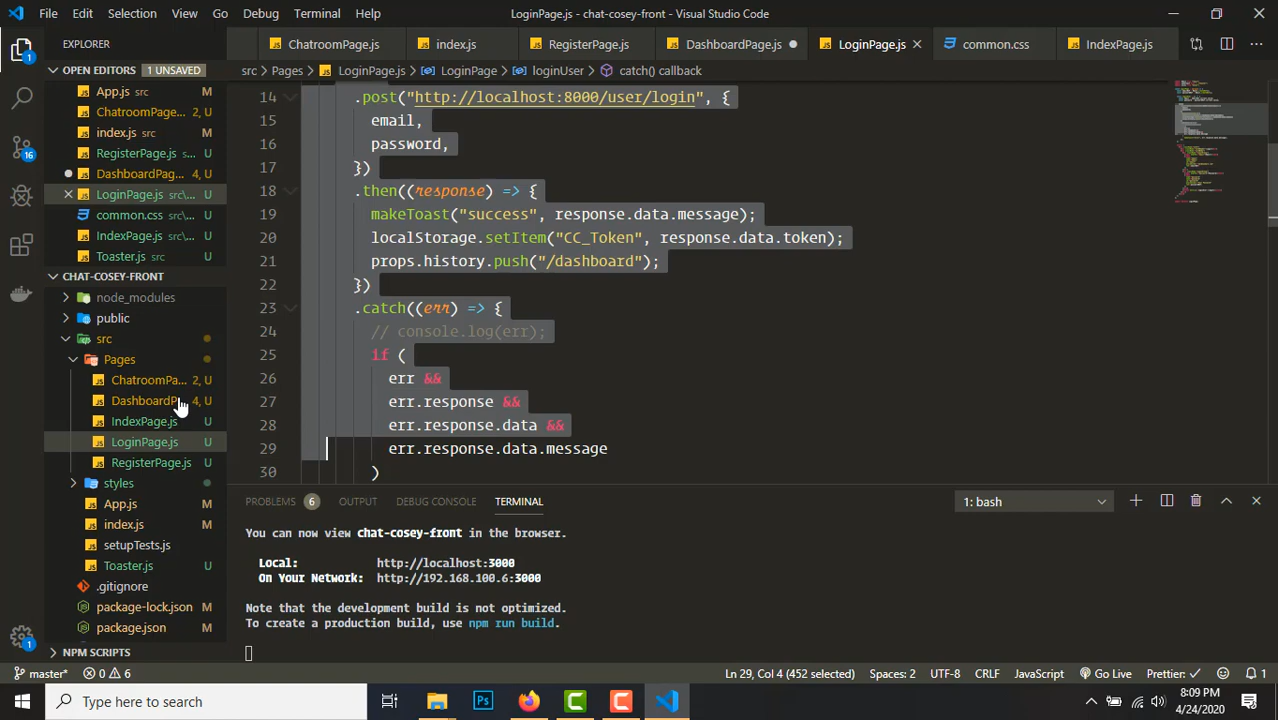 File Edit Selection View Go Debug Terminal Help LoginPage.js - chat-cosey-front - Visual Studio Code
EXPLORER
ChatroomPage.js index.js RegisterPage.js DashboardPage.js LoginPage.js common.css IndexPage.js
OPEN EDITORS 1 UNSAVED
src > Pages > LoginPage.js > LoginPage > loginUser > catch() callback
App.js src M
ChatroomPage... 2, U
index.js src M
RegisterPage.js s... U
DashboardPag... 4, U
LoginPage.js src\... U
common.css src\... U
IndexPage.js src\... U
Toaster.js src U
CHAT-COSEY-FRONT
node_modules
public
src
Pages
ChatroomPa... 2, U
DashboardP 4, U
IndexPage.js U
LoginPage.js U
RegisterPage.js U
styles
App.js M
index.js M
setupTests.js
Toaster.js U
.gitignore
package-lock.json M
package.json M
NPM SCRIPTS
14 .post("http://localhost:8000/user/login", {
15 email,
16 password,
17 })
18 .then((response) => {
19 makeToast("success", response.data.message);
20 localStorage.setItem("CC_Token", response.data.token);
21 props.history.push("/dashboard");
22 })
23 .catch((err) => {
24 // console.log(err);
25 if (
26 err &&
27 err.response &&
28 err.response.data &&
29 err.response.data.message
30 )
PROBLEMS 6 OUTPUT DEBUG CONSOLE TERMINAL 1: bash
You can now view chat-cosey-front in the browser.
Local: http://localhost:3000
On Your Network: http://192.168.100.6:3000
Note that the development build is not optimized.
To create a production build, use npm run build.
master* 0 6 Ln 29, Col 4 (452 selected) Spaces: 2 UTF-8 CRLF JavaScript Go Live Prettier: ✓ 1
Type here to search
8:09 PM
4/24/2020
16
1
1
Ps